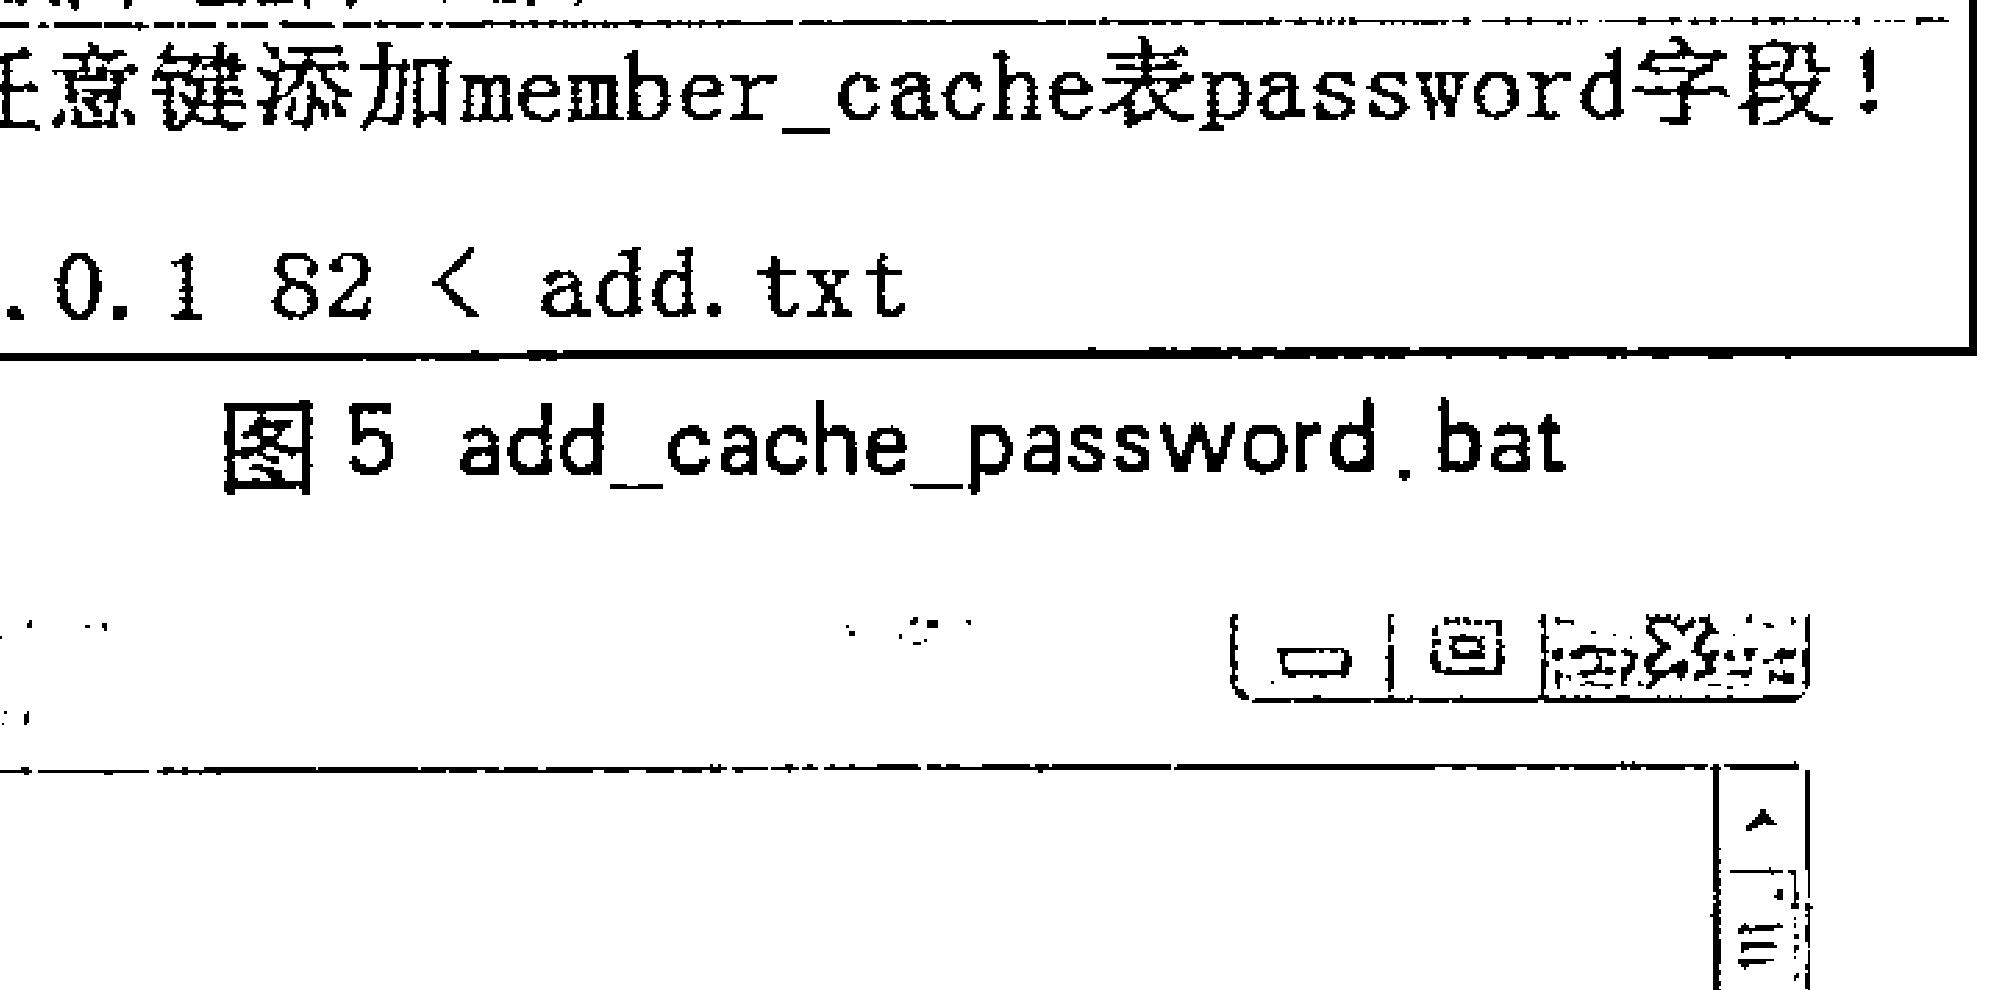 任意键添加member_cache表password字段!
.0.1 82 < add.txt
图5 add_cache_password.bat